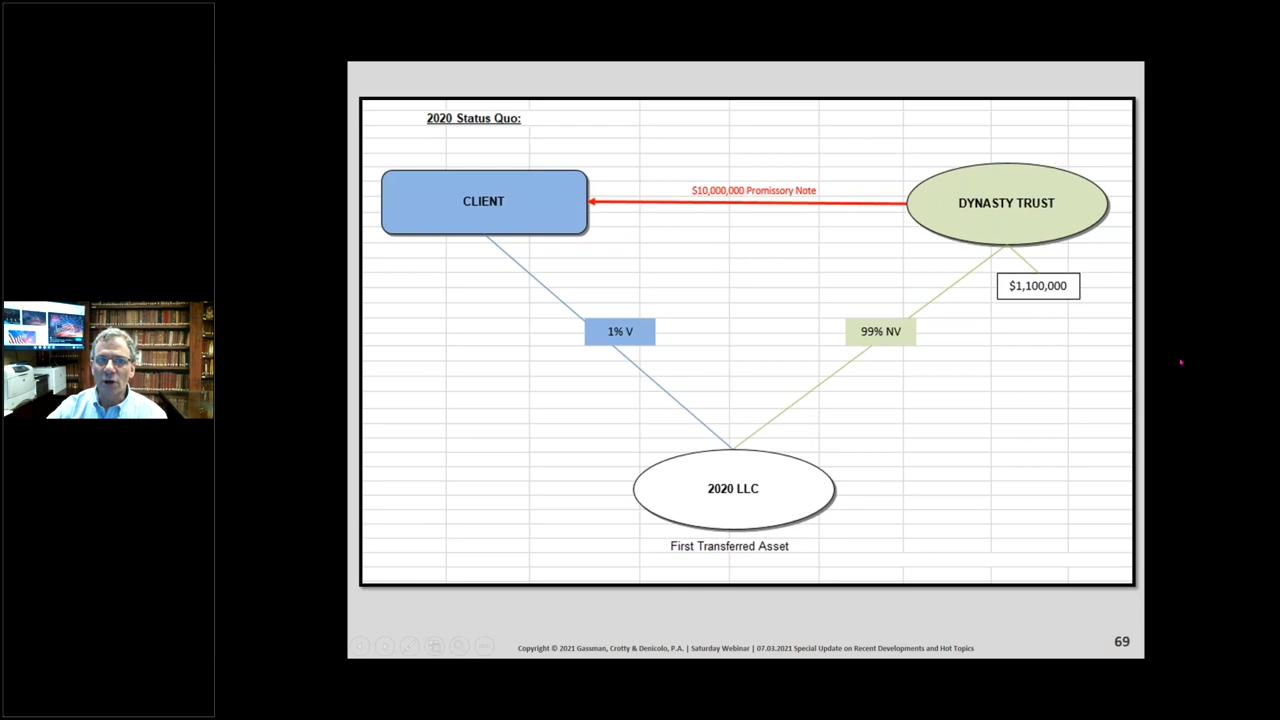 2020 Status Quo:
$10,000,000 Promissory Note
CLIENT
DYNASTY TRUST
$1,100,000
1% V
99% NV
2020 LLC
First Transferred Asset
69
Copyright © 2021 Gassman, Crotty & Denicolo, P.A. | Saturday Webinar | 07.03.2021 Special Update on Recent Developments and Hot Topics